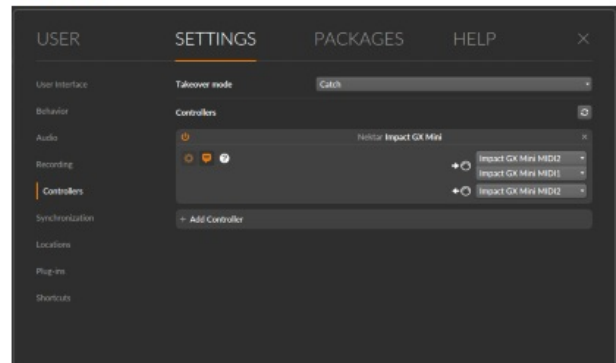 USER SETTINGS PACKAGES HELP
User Interface
Takeover mode Catch
Behavior
Controllers
Audio
Nektar Impact GX Mini
Recording
Impact GX Mini MIDI2
Impact GX Mini MIDI1
Controllers
Impact GX Mini MIDI2
Synchronization
+ Add Controller
Locations
Plug-ins
Shortcuts